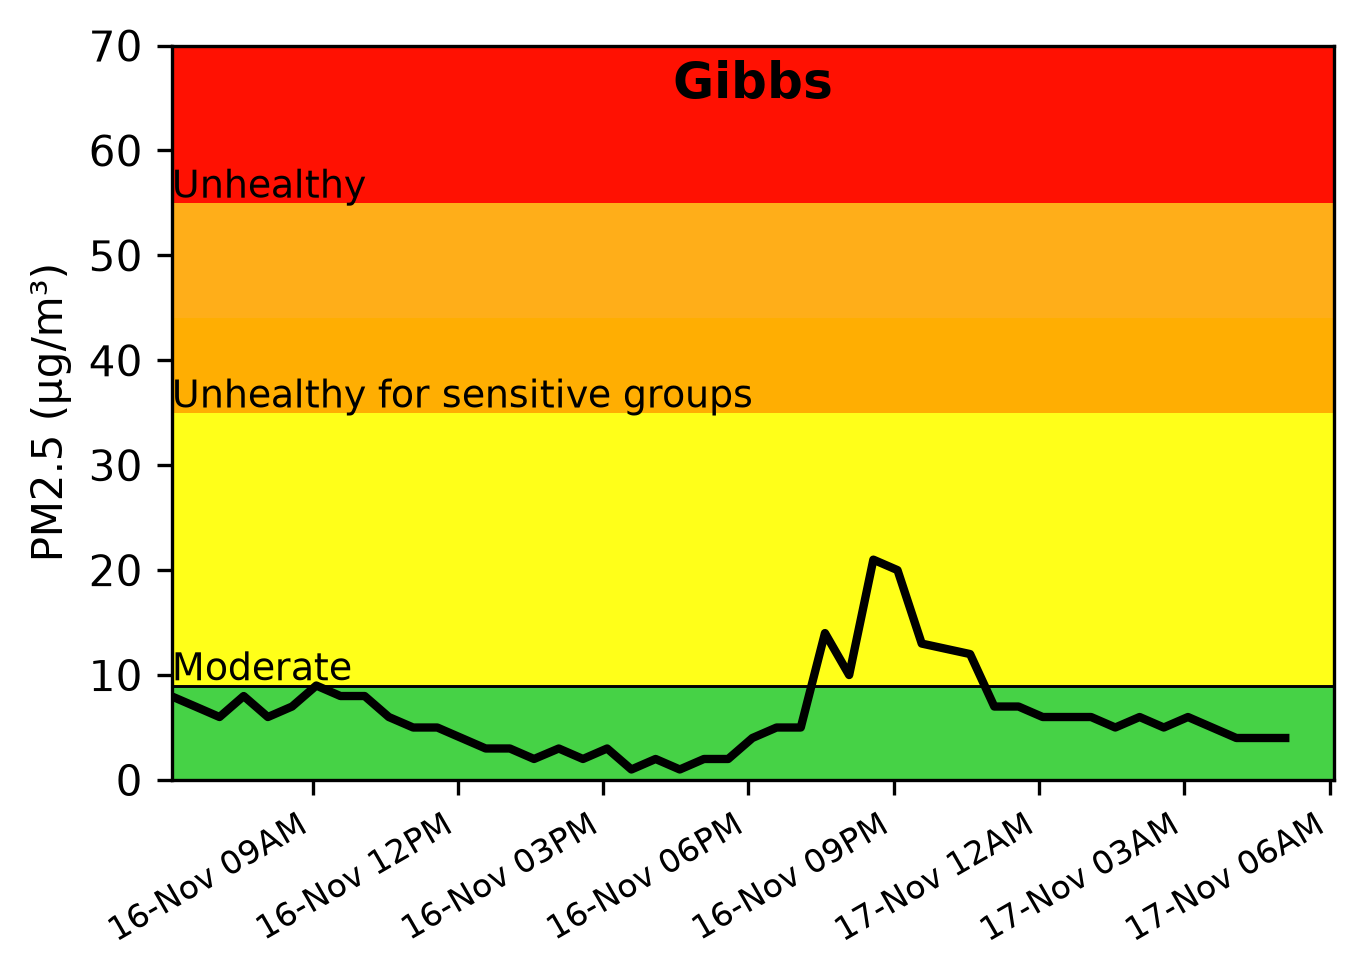 Gibbs
PM2.5 (µg/m³)
70
60
50
40
30
20
10
0
Unhealthy
Unhealthy for sensitive groups
Moderate
16-Nov 09AM
16-Nov 12PM
16-Nov 03PM
16-Nov 06PM
16-Nov 09PM
17-Nov 12AM
17-Nov 03AM
17-Nov 06AM